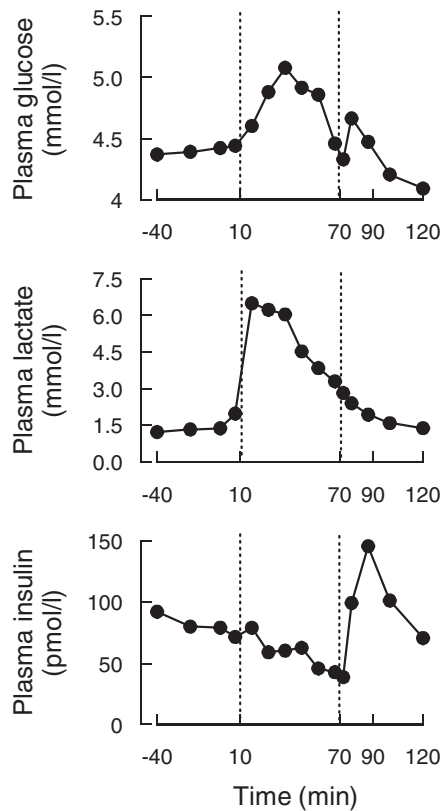 Plasma glucose
(mmol/l)
5.5
5.0
4.5
4
-40 10 70 90 120
Plasma lactate
(mmol/l)
7.5
6.0
4.5
3.0
1.5
0.0
-40 10 70 90 120
Plasma insulin
(pmol/l)
150
100
50
0
-40 10 70 90 120
Time (min)